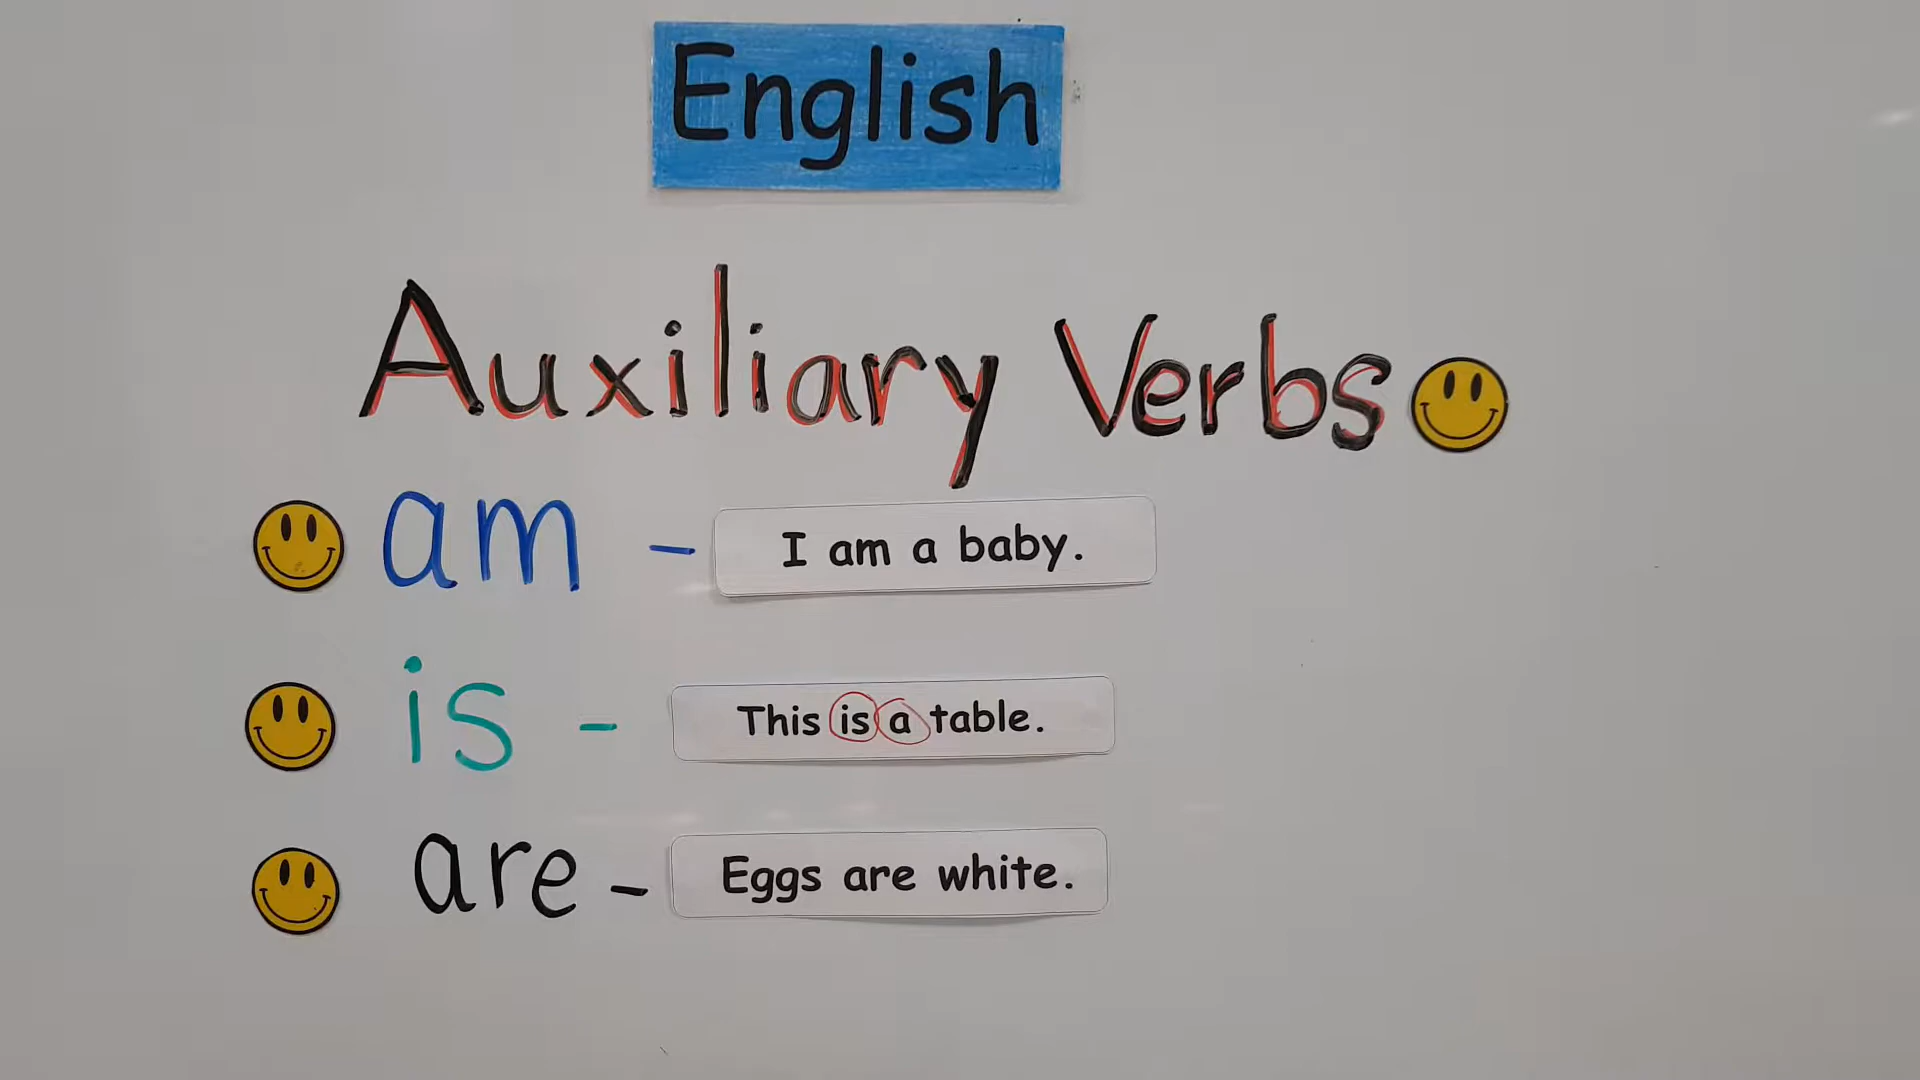 English
Auxiliary Verbs
am - I am a baby.
is - This is a table.
are - Eggs are white.